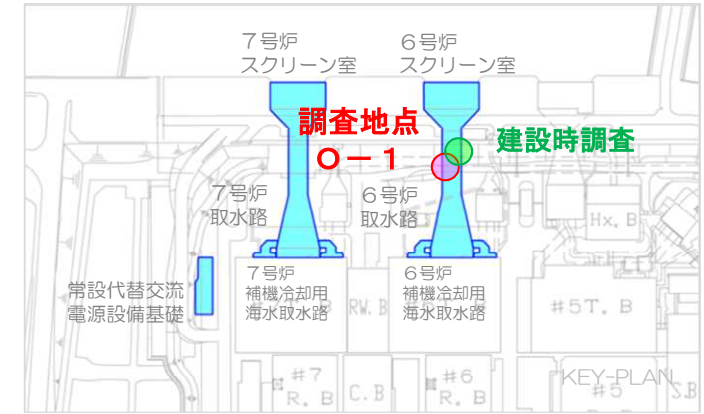 7号炉
スクリーン室
6号炉
スクリーン室
調査地点
O－1
建設時調査
7号炉
取水路
6号炉
取水路
Hx.B
常設代替交流
電源設備基礎
7号炉
補機冷却用
海水取水路
RW.B
6号炉
補機冷却用
海水取水路
#5T.B
KEY-PLAN
#7
R.B
C.B
#6
R.B
#5
S.B